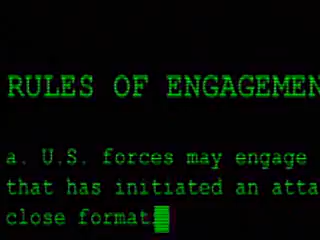 RULES OF ENGAGEMEN
a. U.S. forces may engage
that has initiated an atta
close format